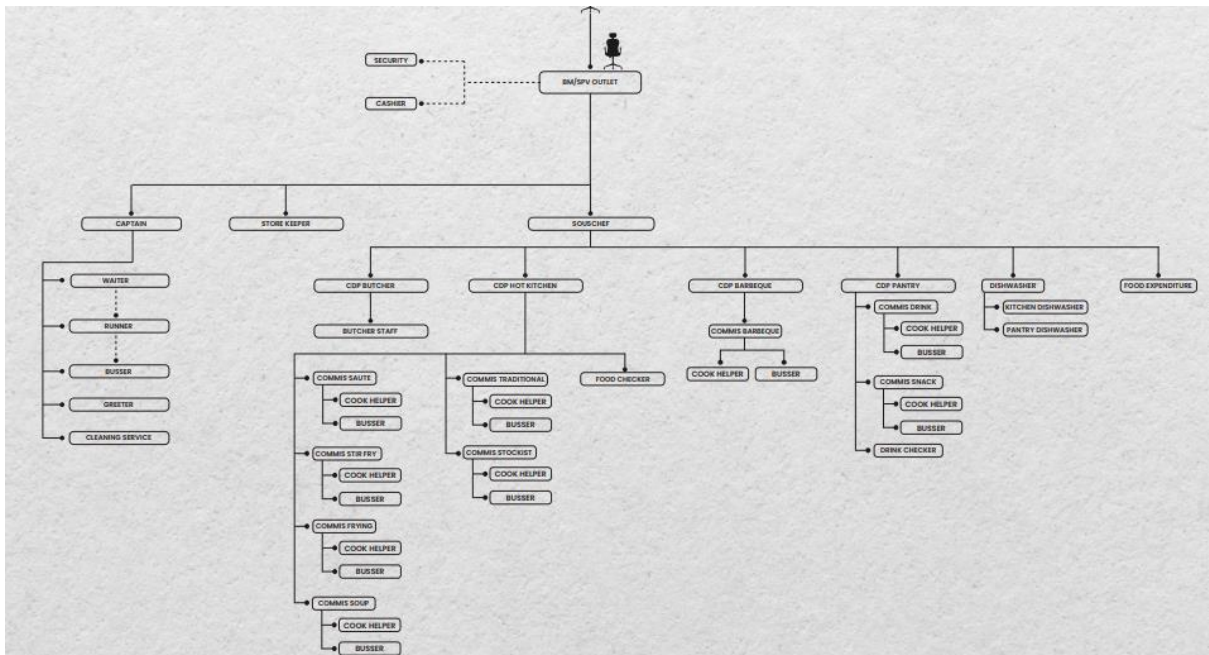 SECURITY
BM/SPV OUTLET
CASHIER
CAPTAIN
STORE KEEPER
SOUSCHEF
WAITER
RUNNER
BUSSER
GREETER
CLEANING SERVICE
CDP BUTCHER
BUTCHER STAFF
CDP HOT KITCHEN
COMMIS SAUTE
COOK HELPER
BUSSER
COMMIS STIR FRY
COOK HELPER
BUSSER
COMMIS FRYING
COOK HELPER
BUSSER
COMMIS SOUP
COOK HELPER
BUSSER
COMMIS TRADITIONAL
COOK HELPER
BUSSER
COMMIS STOCKIST
COOK HELPER
BUSSER
FOOD CHECKER
CDP BARBEQUE
COMMIS BARBEQUE
COOK HELPER
BUSSER
CDP PANTRY
COMMIS DRINK
COOK HELPER
BUSSER
COMMIS SNACK
COOK HELPER
BUSSER
DRINK CHECKER
DISHWASHER
KITCHEN DISHWASHER
PANTRY DISHWASHER
FOOD EXPENDITURE